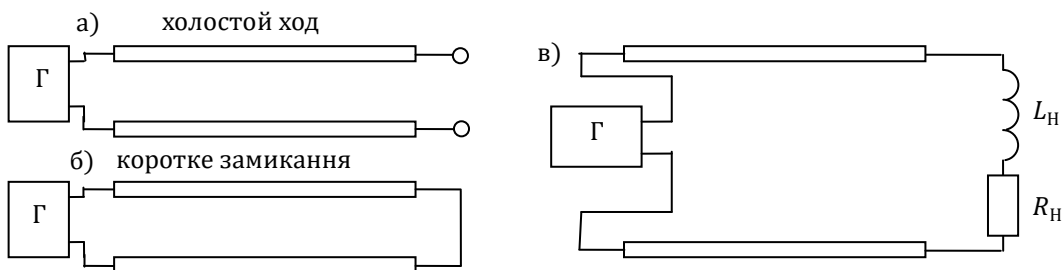 а) холостой ход
Г
б) коротке замикання
Г
в)
Г
Lн
Rн